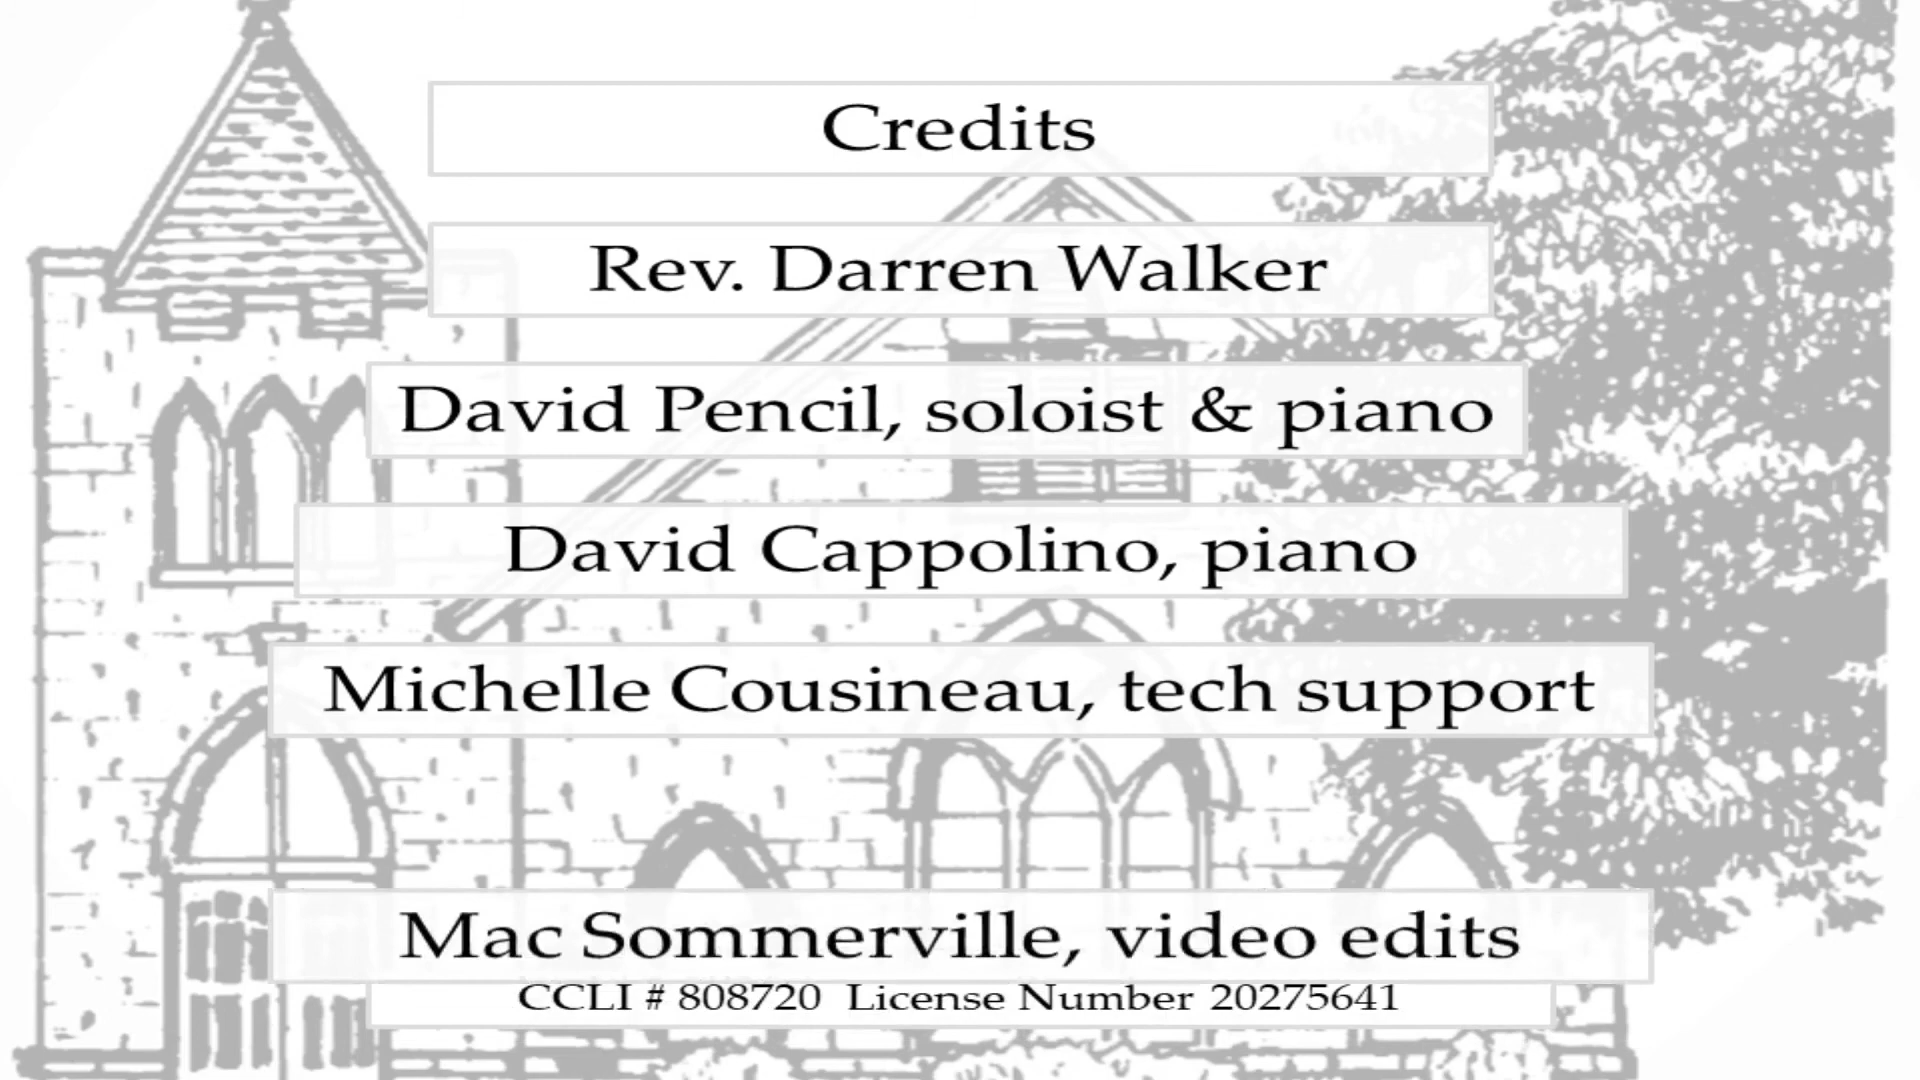 Credits
Rev. Darren Walker
David Pencil, soloist & piano
David Cappolino, piano
Michelle Cousineau, tech support
Mac Sommerville, video edits
CCLI # 808720 License Number 20275641